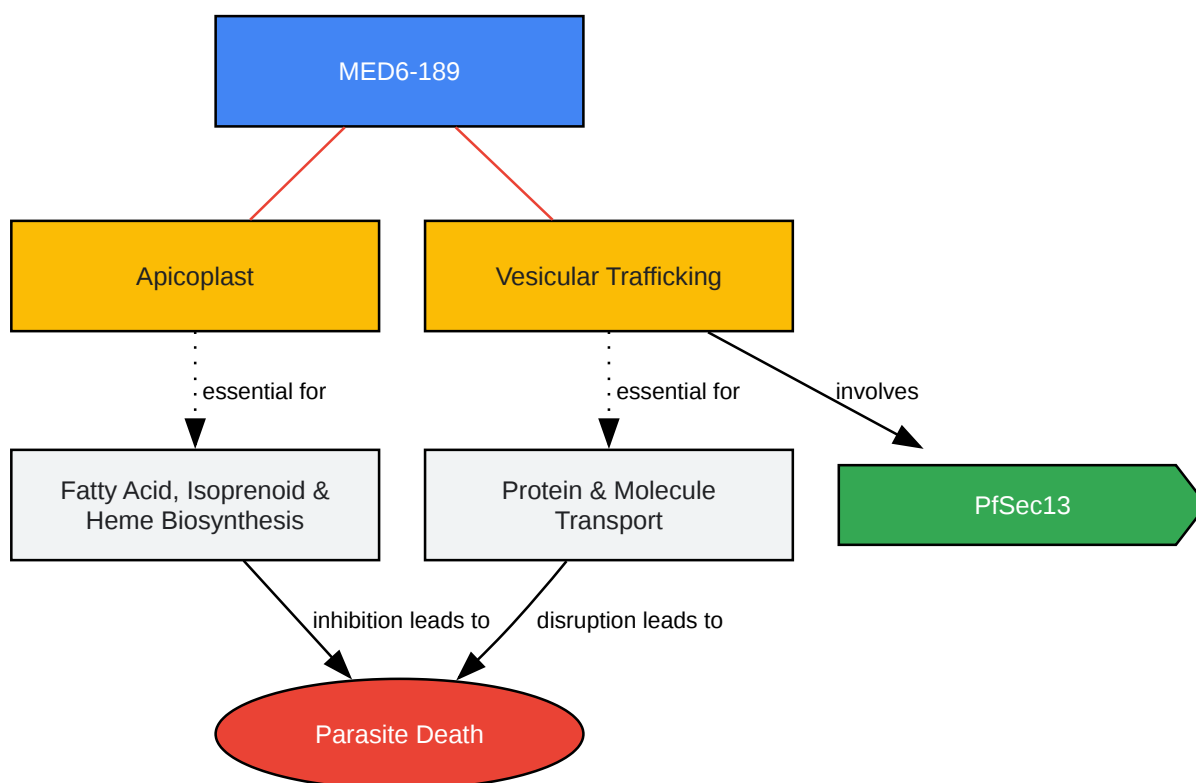 MED6-189
Apicoplast
Vesicular Trafficking
essential for
essential for
involves
Fatty Acid, Isoprenoid &
Heme Biosynthesis
Protein & Molecule
Transport
PfSec13
inhibition leads to
disruption leads to
Parasite Death